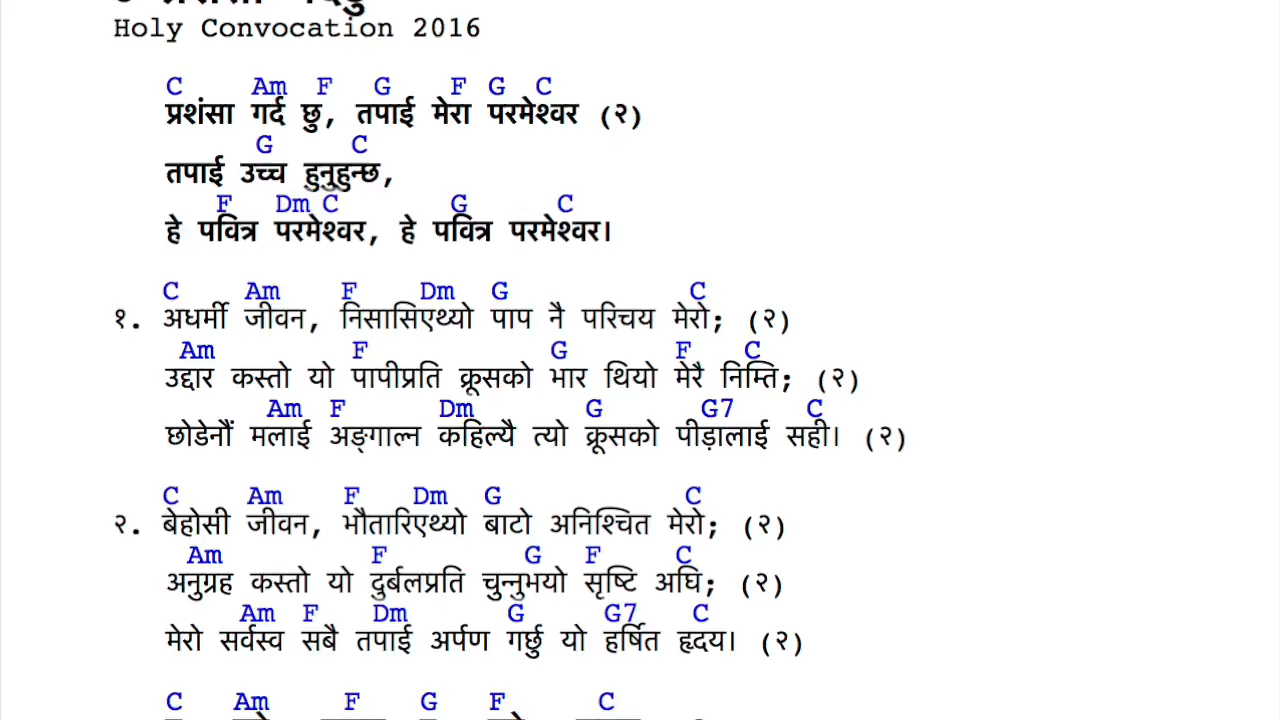 Holy Convocation 2016
C Am F G F G C
प्रशंसा गर्द छु, तपाई मेरा परमेश्वर (२)
G C
तपाई उच्च हुनुहुन्छ,
F Dm C G C
हे पवित्र परमेश्वर, हे पवित्र परमेश्वर।
C Am F Dm G C
१. अधर्मी जीवन, निसासिएथ्यो पाप नै परिचय मेरो; (२)
Am F G F C
उद्दार कस्तो यो पापीप्रति क्रूसको भार थियो मेरै निम्ति; (२)
Am F Dm G G7 C
छोडेनौं मलाई अङ्गाल्न कहिल्यै त्यो क्रूसको पीड़ालाई सही। (२)
C Am F Dm G C
२. बेहोसी जीवन, भौतारिएथ्यो बाटो अनिश्चित मेरो; (२)
Am F G F C
अनुग्रह कस्तो यो दुर्बलप्रति चुन्नुभयो सृष्टि अघि; (२)
Am F Dm G G7 C
मेरो सर्वस्व सबै तपाई अर्पण गर्छु यो हर्षित हृदय। (२)
C Am F G F C